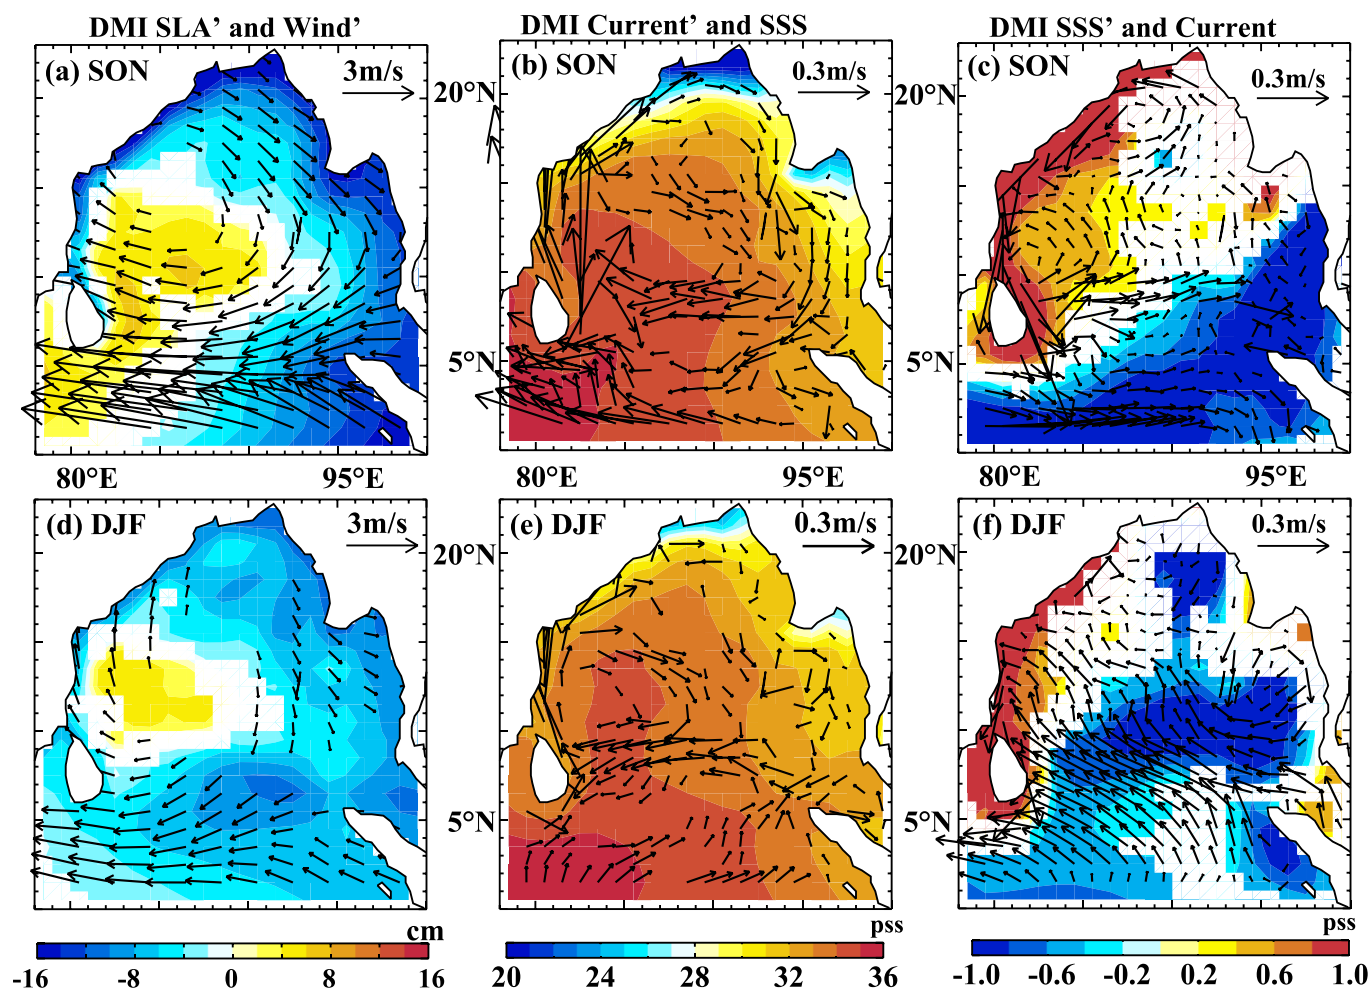 DMI SLA’ and Wind’
DMI Current’ and SSS
DMI SSS’ and Current
(a) SON
3m/s
(b) SON
0.3m/s
(c) SON
0.3m/s
20°N
20°N
5°N
5°N
80°E
95°E
80°E
95°E
80°E
95°E
(d) DJF
3m/s
(e) DJF
0.3m/s
(f) DJF
0.3m/s
20°N
20°N
5°N
5°N
cm
pss
pss
-16 -8 0 8 16
20 24 28 32 36
-1.0 -0.6 -0.2 0.2 0.6 1.0